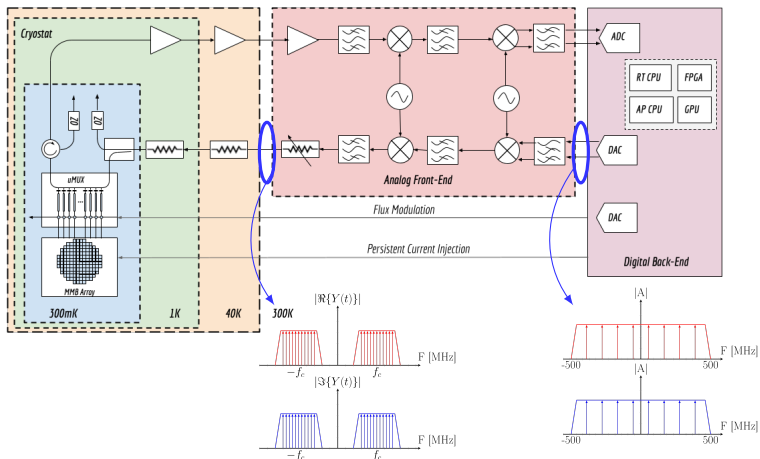 Cryostat
ADC
RT CPU
FPGA
AP CPU
GPU
ZO
ZO
DAC
uMUX
Analog Front-End
Flux Modulation
DAC
Persistent Current Injection
Digital Back-End
MMB Array
300mK
1K
40K
300K
|ℜ{Y(t)}|
F [MHz]
−f_c
f_c
|ℑ{Y(t)}|
F [MHz]
−f_c
f_c
|A|
F [MHz]
-500
500
|A|
F [MHz]
-500
500